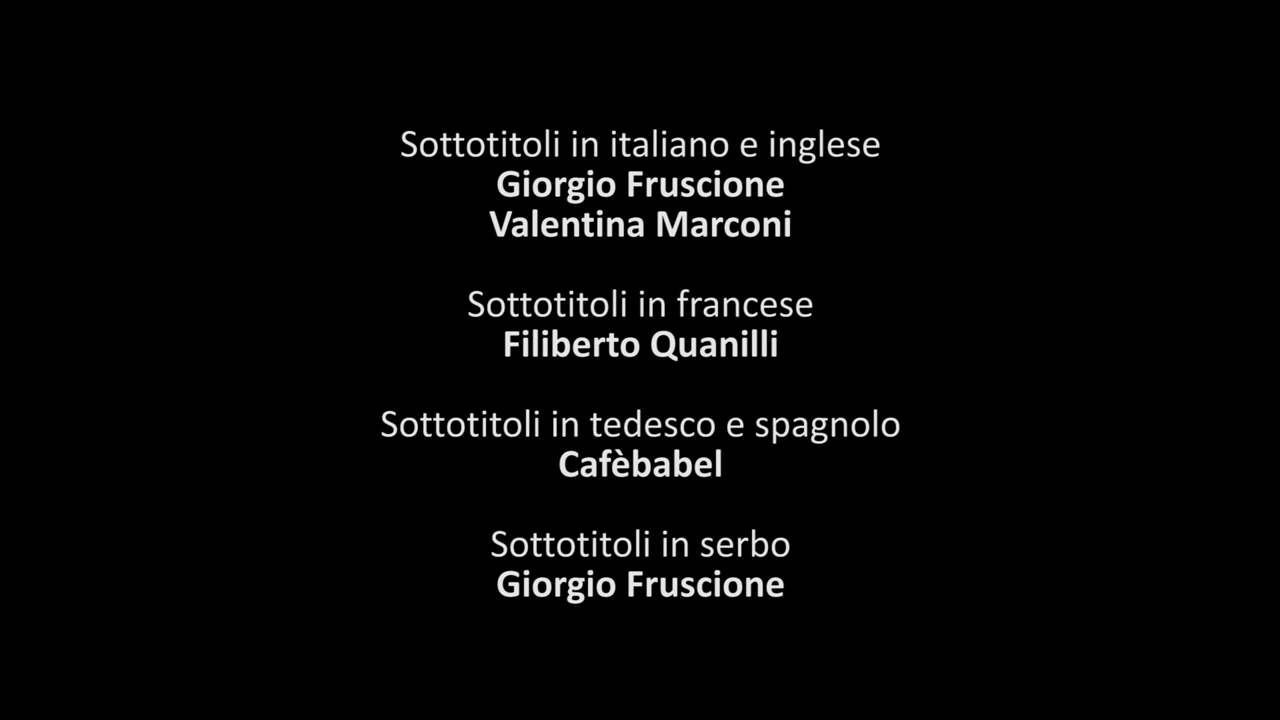 Sottotitoli in italiano e inglese
Giorgio Fruscione
Valentina Marconi
Sottotitoli in francese
Filiberto Quanilli
Sottotitoli in tedesco e spagnolo
Cafèbabel
Sottotitoli in serbo
Giorgio Fruscione